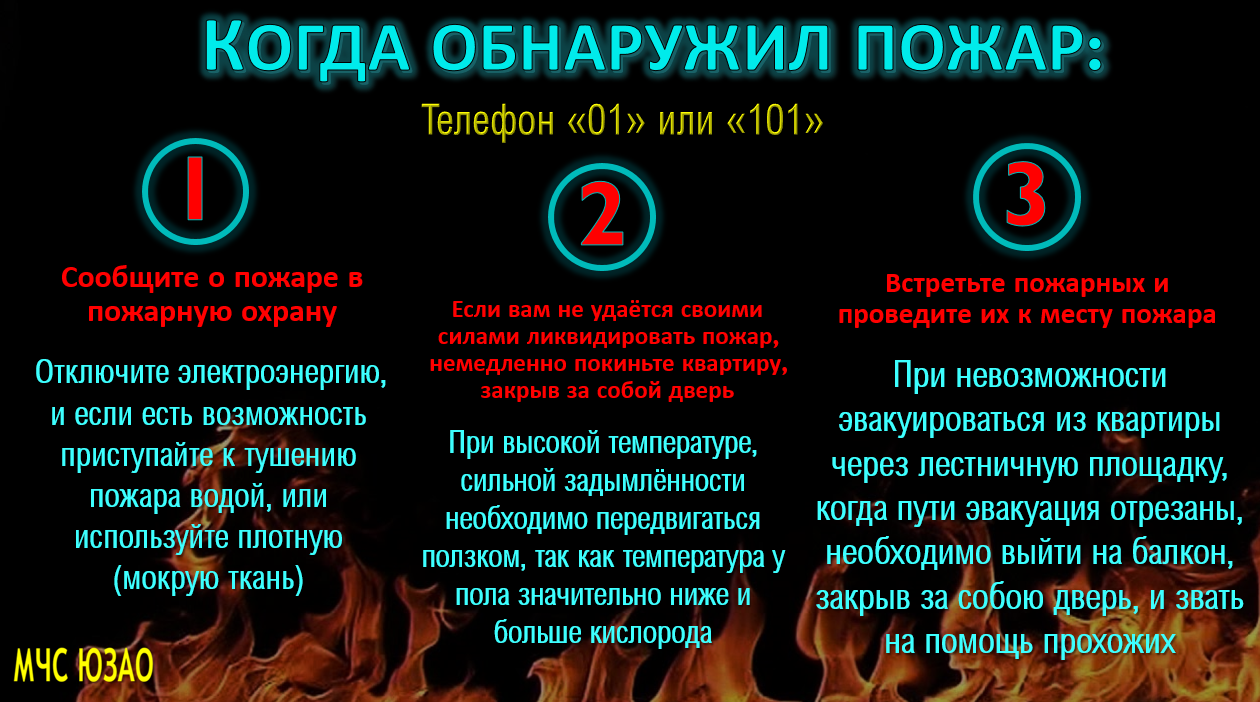 КОГДА ОБНАРУЖИЛ ПОЖАР:
Телефон «01» или «101»
1
Сообщите о пожаре в
пожарную охрану
Отключите электроэнергию,
и если есть возможность
приступайте к тушению
пожара водой, или
используйте плотную
(мокрую ткань)
2
Если вам не удаётся своими
силами ликвидировать пожар,
немедленно покиньте квартиру,
закрыв за собой дверь
При высокой температуре,
сильной задымлённости
необходимо передвигаться
ползком, так как температура у
пола значительно ниже и
больше кислорода
3
Встретьте пожарных и
проведите их к месту пожара
При невозможности
эвакуироваться из квартиры
через лестничную площадку,
когда пути эвакуация отрезаны,
необходимо выйти на балкон,
закрыв за собою дверь, и звать
на помощь прохожих
МЧС ЮЗАО